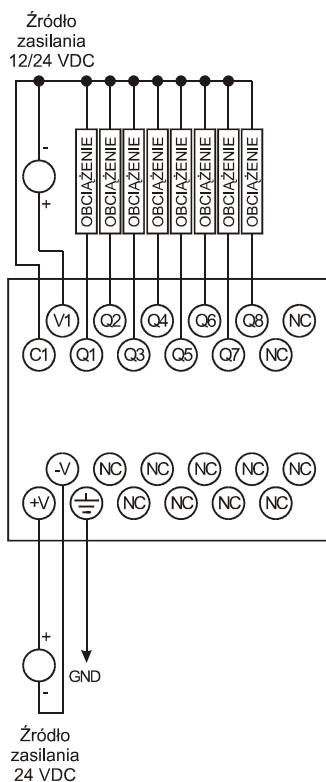 Źródło
zasilania
12/24 VDC
-
+
OBCIĄŻENIE
OBCIĄŻENIE
OBCIĄŻENIE
OBCIĄŻENIE
OBCIĄŻENIE
OBCIĄŻENIE
OBCIĄŻENIE
OBCIĄŻENIE
V1 Q2 Q4 Q6 Q8 NC
C1 Q1 Q3 Q5 Q7 NC
-V NC NC NC NC NC
+V NC NC NC NC
+
-
GND
Źródło
zasilania
24 VDC